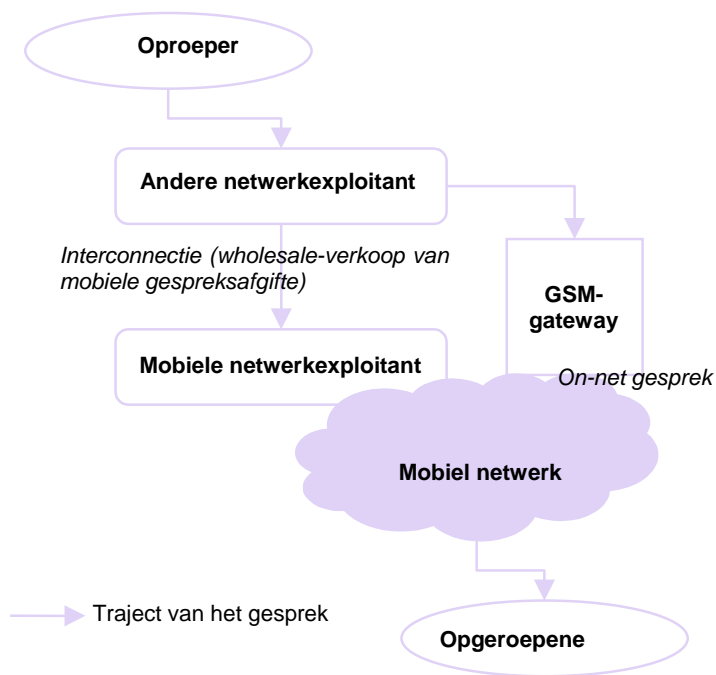 Oproeper
Andere netwerkexploitant
Interconnectie (wholesale-verkoop van
mobiele gespreksafgifte)
GSM-
gateway
Mobiele netwerkexploitant
On-net gesprek
Mobiel netwerk
Traject van het gesprek
Opgeroepene